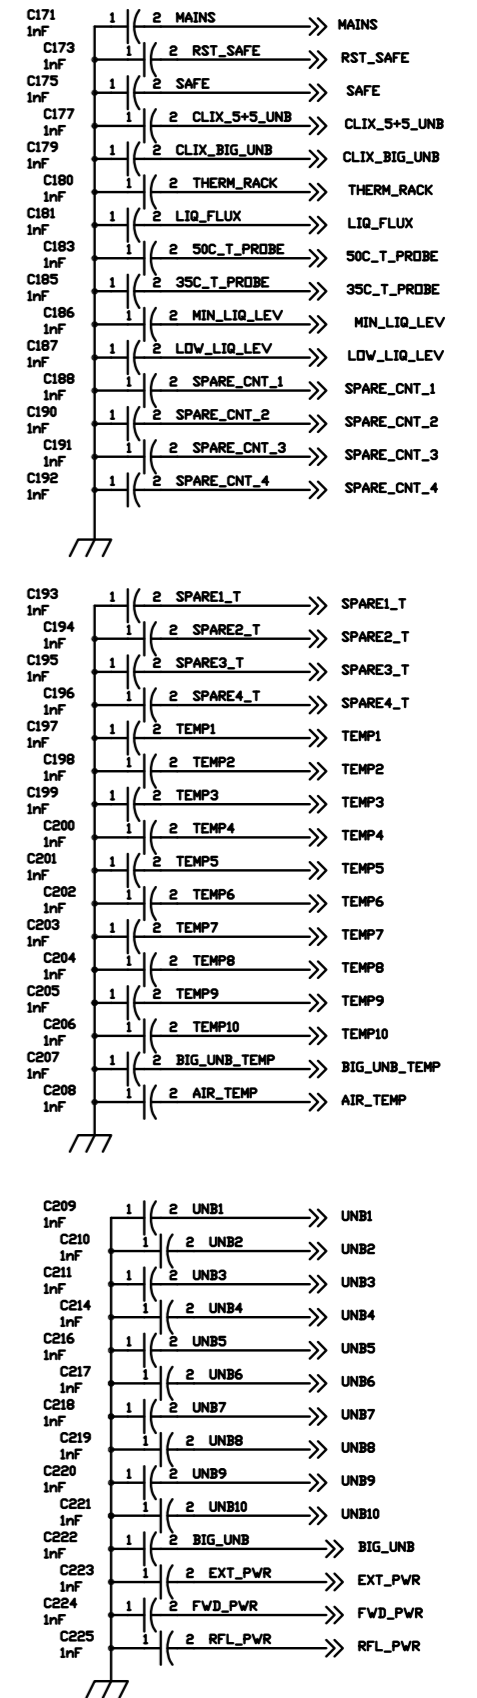 C171
1nF 1 2 MAINS MAINS
C173
1nF 1 2 RST_SAFE RST_SAFE
C175
1nF 1 2 SAFE SAFE
C177
1nF 1 2 CLIX_5+5_UNB CLIX_5+5_UNB
C179
1nF 1 2 CLIX_BIG_UNB CLIX_BIG_UNB
C180
1nF 1 2 THERM_RACK THERM_RACK
C181
1nF 1 2 LIQ_FLUX LIQ_FLUX
C183
1nF 1 2 50C_T_PROBE 50C_T_PROBE
C185
1nF 1 2 35C_T_PROBE 35C_T_PROBE
C186
1nF 1 2 MIN_LIQ_LEV MIN_LIQ_LEV
C187
1nF 1 2 LOW_LIQ_LEV LOW_LIQ_LEV
C188
1nF 1 2 SPARE_CNT_1 SPARE_CNT_1
C190
1nF 1 2 SPARE_CNT_2 SPARE_CNT_2
C191
1nF 1 2 SPARE_CNT_3 SPARE_CNT_3
C192
1nF 1 2 SPARE_CNT_4 SPARE_CNT_4
C193
1nF 1 2 SPARE1_T SPARE1_T
C194
1nF 1 2 SPARE2_T SPARE2_T
C195
1nF 1 2 SPARE3_T SPARE3_T
C196
1nF 1 2 SPARE4_T SPARE4_T
C197
1nF 1 2 TEMP1 TEMP1
C198
1nF 1 2 TEMP2 TEMP2
C199
1nF 1 2 TEMP3 TEMP3
C200
1nF 1 2 TEMP4 TEMP4
C201
1nF 1 2 TEMP5 TEMP5
C202
1nF 1 2 TEMP6 TEMP6
C203
1nF 1 2 TEMP7 TEMP7
C204
1nF 1 2 TEMP8 TEMP8
C205
1nF 1 2 TEMP9 TEMP9
C206
1nF 1 2 TEMP10 TEMP10
C207
1nF 1 2 BIG_UNB_TEMP BIG_UNB_TEMP
C208
1nF 1 2 AIR_TEMP AIR_TEMP
C209
1nF 1 2 UNB1 UNB1
C210
1nF 1 2 UNB2 UNB2
C211
1nF 1 2 UNB3 UNB3
C214
1nF 1 2 UNB4 UNB4
C216
1nF 1 2 UNB5 UNB5
C217
1nF 1 2 UNB6 UNB6
C218
1nF 1 2 UNB7 UNB7
C219
1nF 1 2 UNB8 UNB8
C220
1nF 1 2 UNB9 UNB9
C221
1nF 1 2 UNB10 UNB10
C222
1nF 1 2 BIG_UNB BIG_UNB
C223
1nF 1 2 EXT_PWR EXT_PWR
C224
1nF 1 2 FWD_PWR FWD_PWR
C225
1nF 1 2 RFL_PWR RFL_PWR